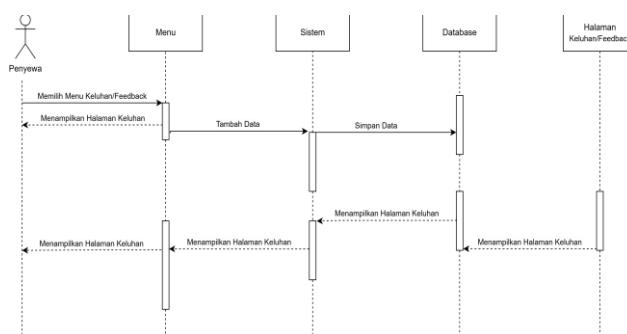 Menu
Sistem
Database
Halaman
Keluhan/Feedback
Penyewa
Memilih Menu Keluhan/Feedback
Menampilkan Halaman Keluhan
Tambah Data
Simpan Data
Menampilkan Halaman Keluhan
Menampilkan Halaman Keluhan
Menampilkan Halaman Keluhan
Menampilkan Halaman Keluhan